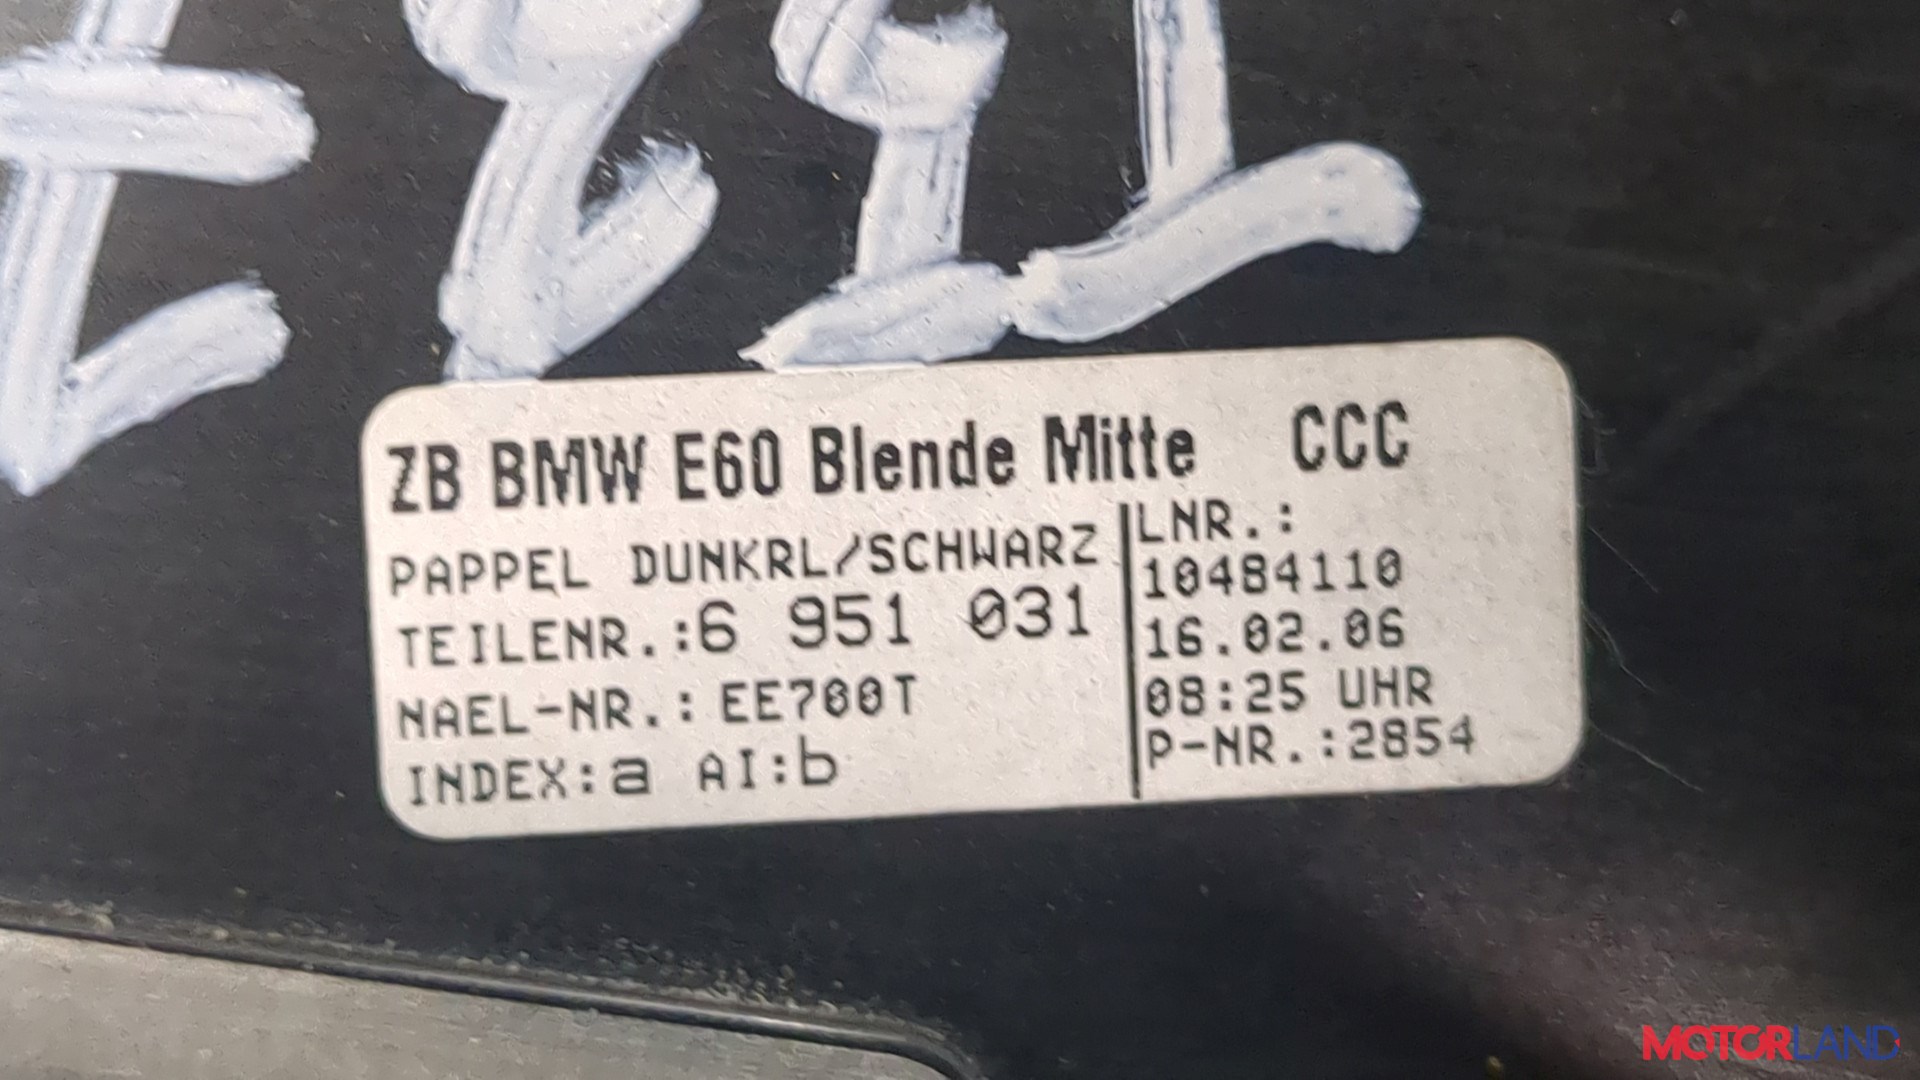 ZB BMW E60 Blende Mitte CCC
PAPPEL DUNKRL/SCHWARZ
TEILENR.:6 951 031
NAEL-NR.: EE700T
INDEX:a AI:b
LNR.:
10484110
16.02.06
08:25 UHR
P-NR.:2854
MOTORLAND